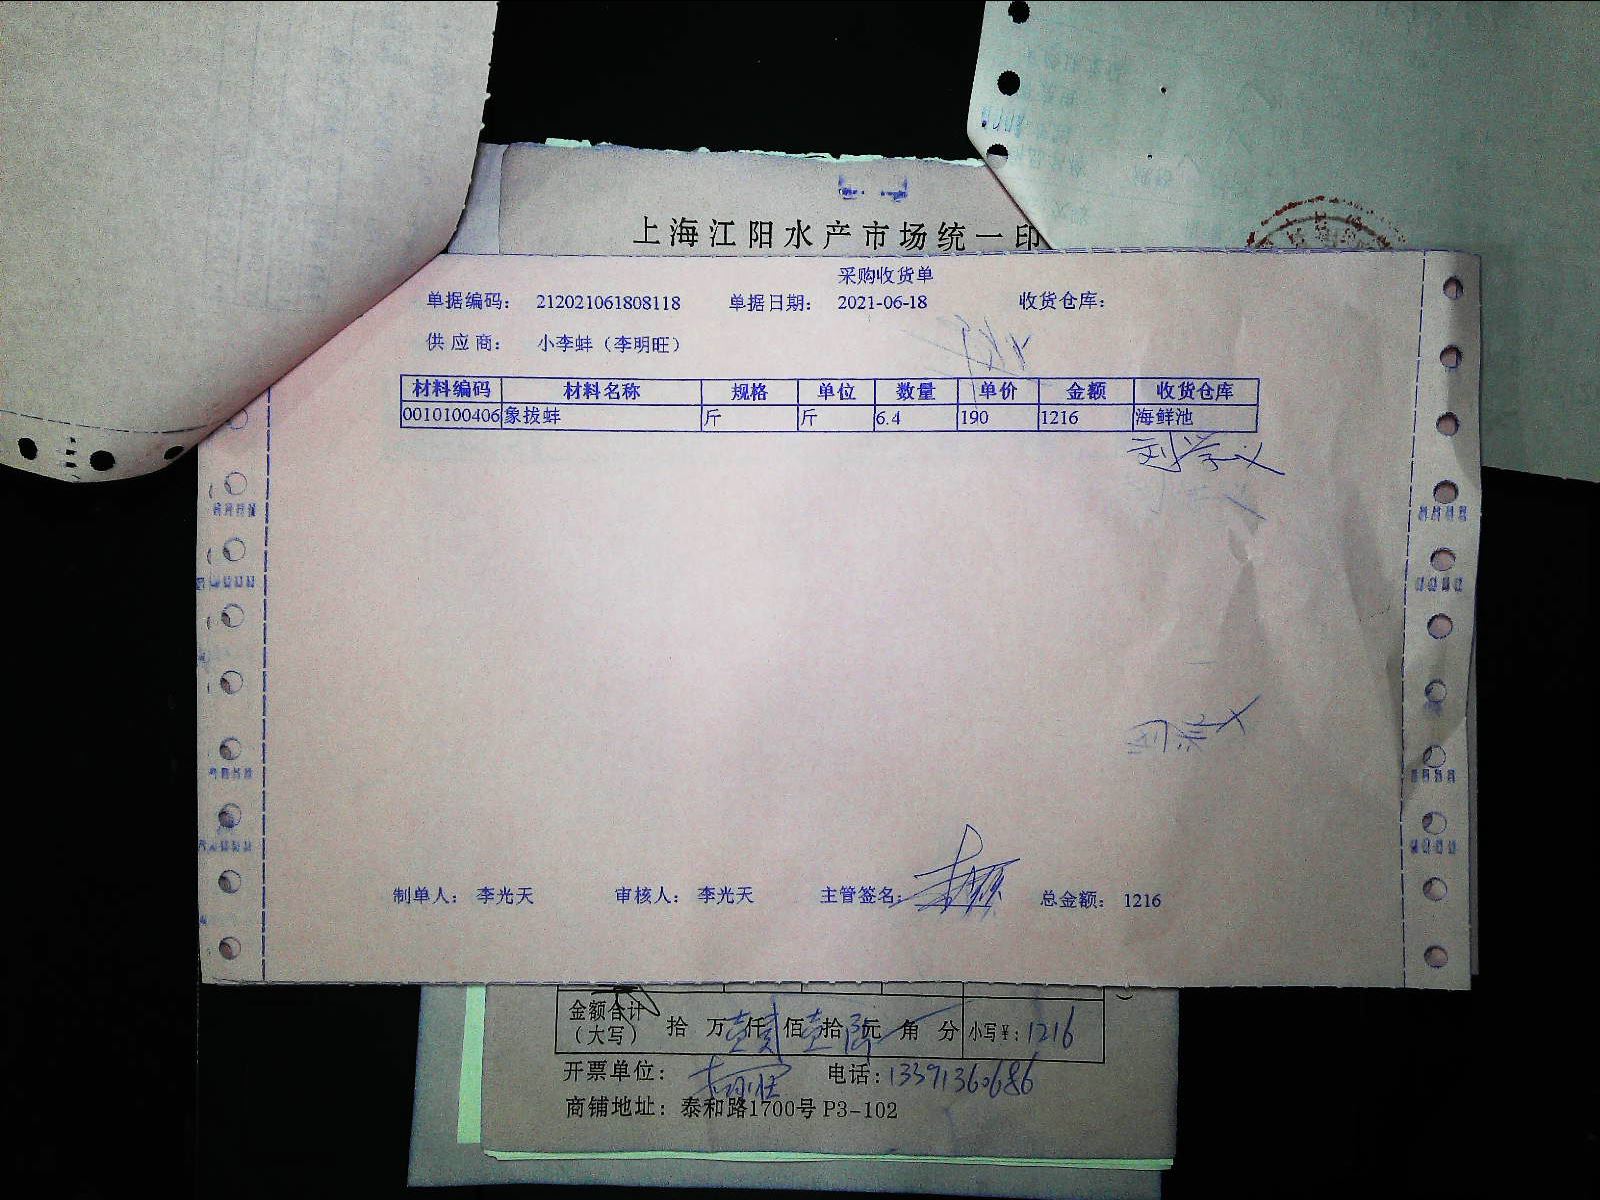 上海江阳水产市场统一印
采购收货单
单据编码： 212021061808118 单据日期： 2021-06-18 收货仓库：
供应商： 小李蚌（李明旺）
材料编码 材料名称 规格 单位 数量 单价 金额 收货仓库
0010100406 象拔蚌 斤 斤 6.4 190 1216 海鲜池
制单人： 李光天 审核人： 李光天 主管签名： 总金额： 1216
金额合计（大写） 拾 万 壹 仟 贰 佰 壹 拾 陆 元 角 分 小写¥：1216
开票单位： 电话：13391360686
商铺地址：泰和路1700号 P3-102